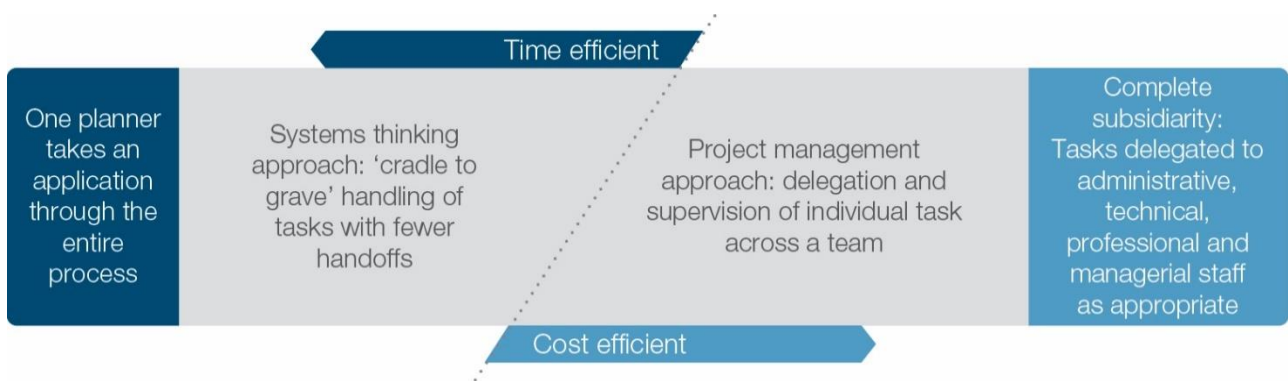 Time efficient
One planner
takes an
application
through the
entire
process
Systems thinking
approach: ‘cradle to
grave’ handling of
tasks with fewer
handoffs
Project management
approach: delegation and
supervision of individual task
across a team
Complete
subsidiarity:
Tasks delegated to
administrative,
technical,
professional and
managerial staff
as appropriate
Cost efficient